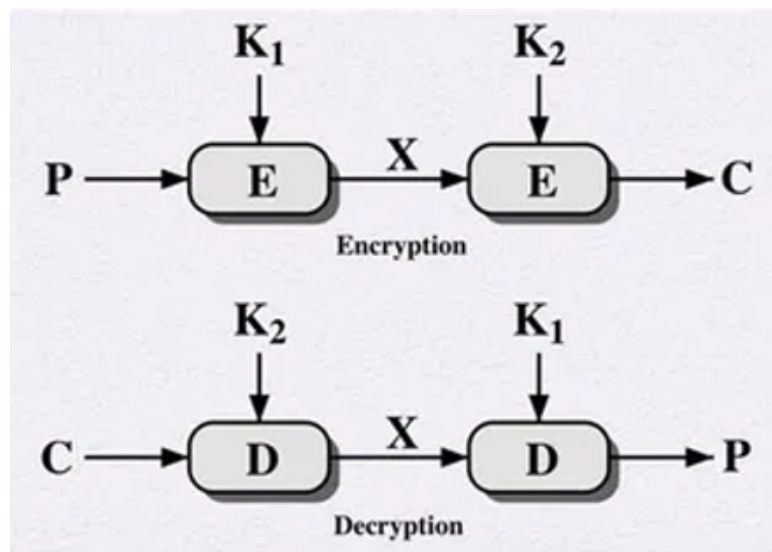 K₁ K₂
P E X E C
Encryption
K₂ K₁
C D X D P
Decryption